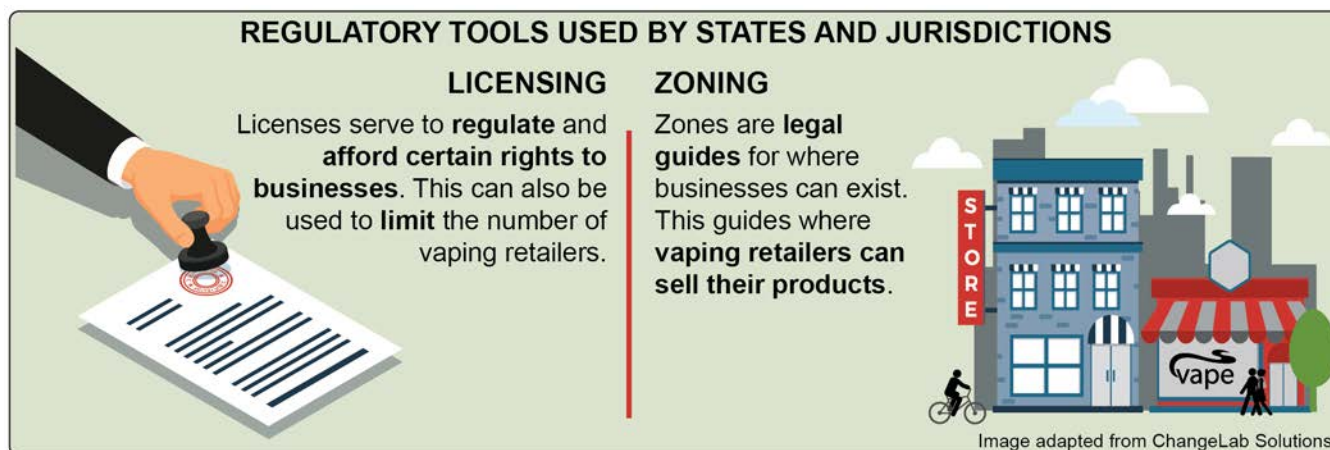 REGULATORY TOOLS USED BY STATES AND JURISDICTIONS
LICENSING
Licenses serve to regulate and
afford certain rights to
businesses. This can also be
used to limit the number of
vaping retailers.
ZONING
Zones are legal
guides for where
businesses can exist.
This guides where
vaping retailers can
sell their products.
STORE
vape
Image adapted from ChangeLab Solutions